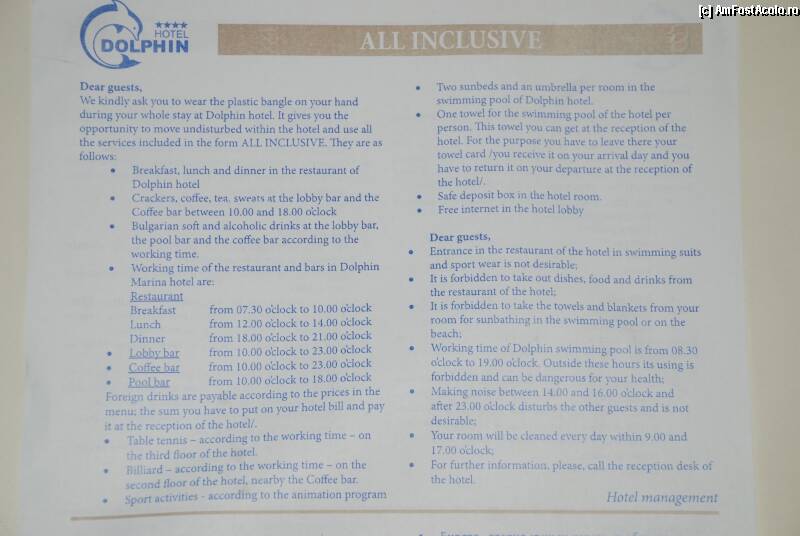 [c] AmFostAcolo.ro
HOTEL
DOLPHIN
ALL INCLUSIVE
Dear guests,
We kindly ask you to wear the plastic bangle on your hand
during your whole stay at Dolphin hotel. It gives you the
opportunity to move undisturbed within the hotel and use all
the services included in the form ALL INCLUSIVE. They are as
follows:
• Breakfast, lunch and dinner in the restaurant of
Dolphin hotel
• Crackers, coffee, tea, sweats at the lobby bar and the
Coffee bar between 10.00 and 18.00 o'clock
• Bulgarian soft and alcoholic drinks at the lobby bar,
the pool bar and the coffee bar according to the
working time.
• Working time of the restaurant and bars in Dolphin
Marina hotel are:
Restaurant
Breakfast from 07.30 o'clock to 10.00 o'clock
Lunch from 12.00 o'clock to 14.00 o'clock
Dinner from 18.00 o'clock to 21.00 o'clock
• Lobby bar from 10.00 o'clock to 23.00 o'clock
• Coffee bar from 10.00 o'clock to 23.00 o'clock
• Pool bar from 10.00 o'clock to 18.00 o'clock
Foreign drinks are payable according to the prices in the
menu; the sum you have to put on your hotel bill and pay
it at the reception of the hotel/.
• Table tennis – according to the working time – on
the third floor of the hotel.
• Billiard – according to the working time – on the
second floor of the hotel, nearby the Coffee bar.
• Sport activities - according to the animation program
• Two sunbeds and an umbrella per room in the
swimming pool of Dolphin hotel.
• One towel for the swimming pool of the hotel per
person. This towel you can get at the reception of the
hotel. For the purpose you have to leave there your
towel card /you receive it on your arrival day and you
have to return it on your departure at the reception of
the hotel/.
• Safe deposit box in the hotel room.
• Free internet in the hotel lobby
Dear guests,
• Entrance in the restaurant of the hotel in swimming suits
and sport wear is not desirable;
• It is forbidden to take out dishes, food and drinks from
the restaurant of the hotel;
• It is forbidden to take the towels and blankets from your
room for sunbathing in the swimming pool or on the
beach;
• Working time of Dolphin swimming pool is from 08.30
o'clock to 19.00 o'clock. Outside these hours its using is
forbidden and can be dangerous for your health;
• Making noise between 14.00 and 16.00 o'clock and
after 23.00 o'clock disturbs the other guests and is not
desirable;
• Your room will be cleaned every day within 9.00 and
17.00 o'clock;
• For further information, please, call the reception desk of
the hotel.
Hotel management